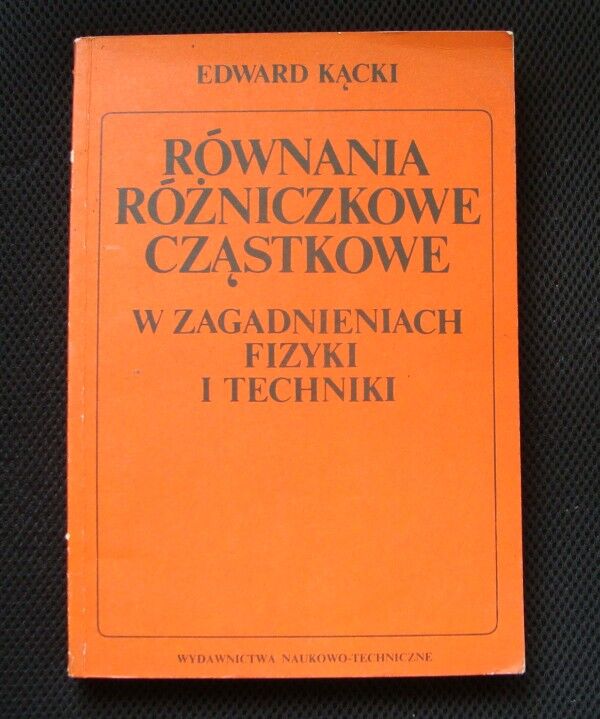 EDWARD KĄCKI
RÓWNANIA
RÓŻNICZKOWE
CZĄSTKOWE
W ZAGADNIENIACH
FIZYKI
I TECHNIKI
WYDAWNICTWA NAUKOWO-TECHNICZNE